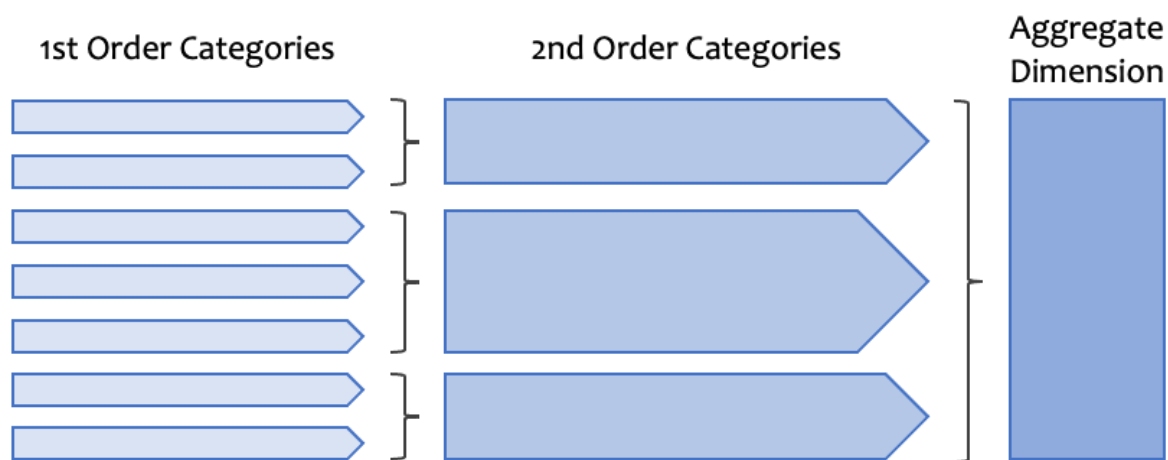 1st Order Categories
2nd Order Categories
Aggregate
Dimension